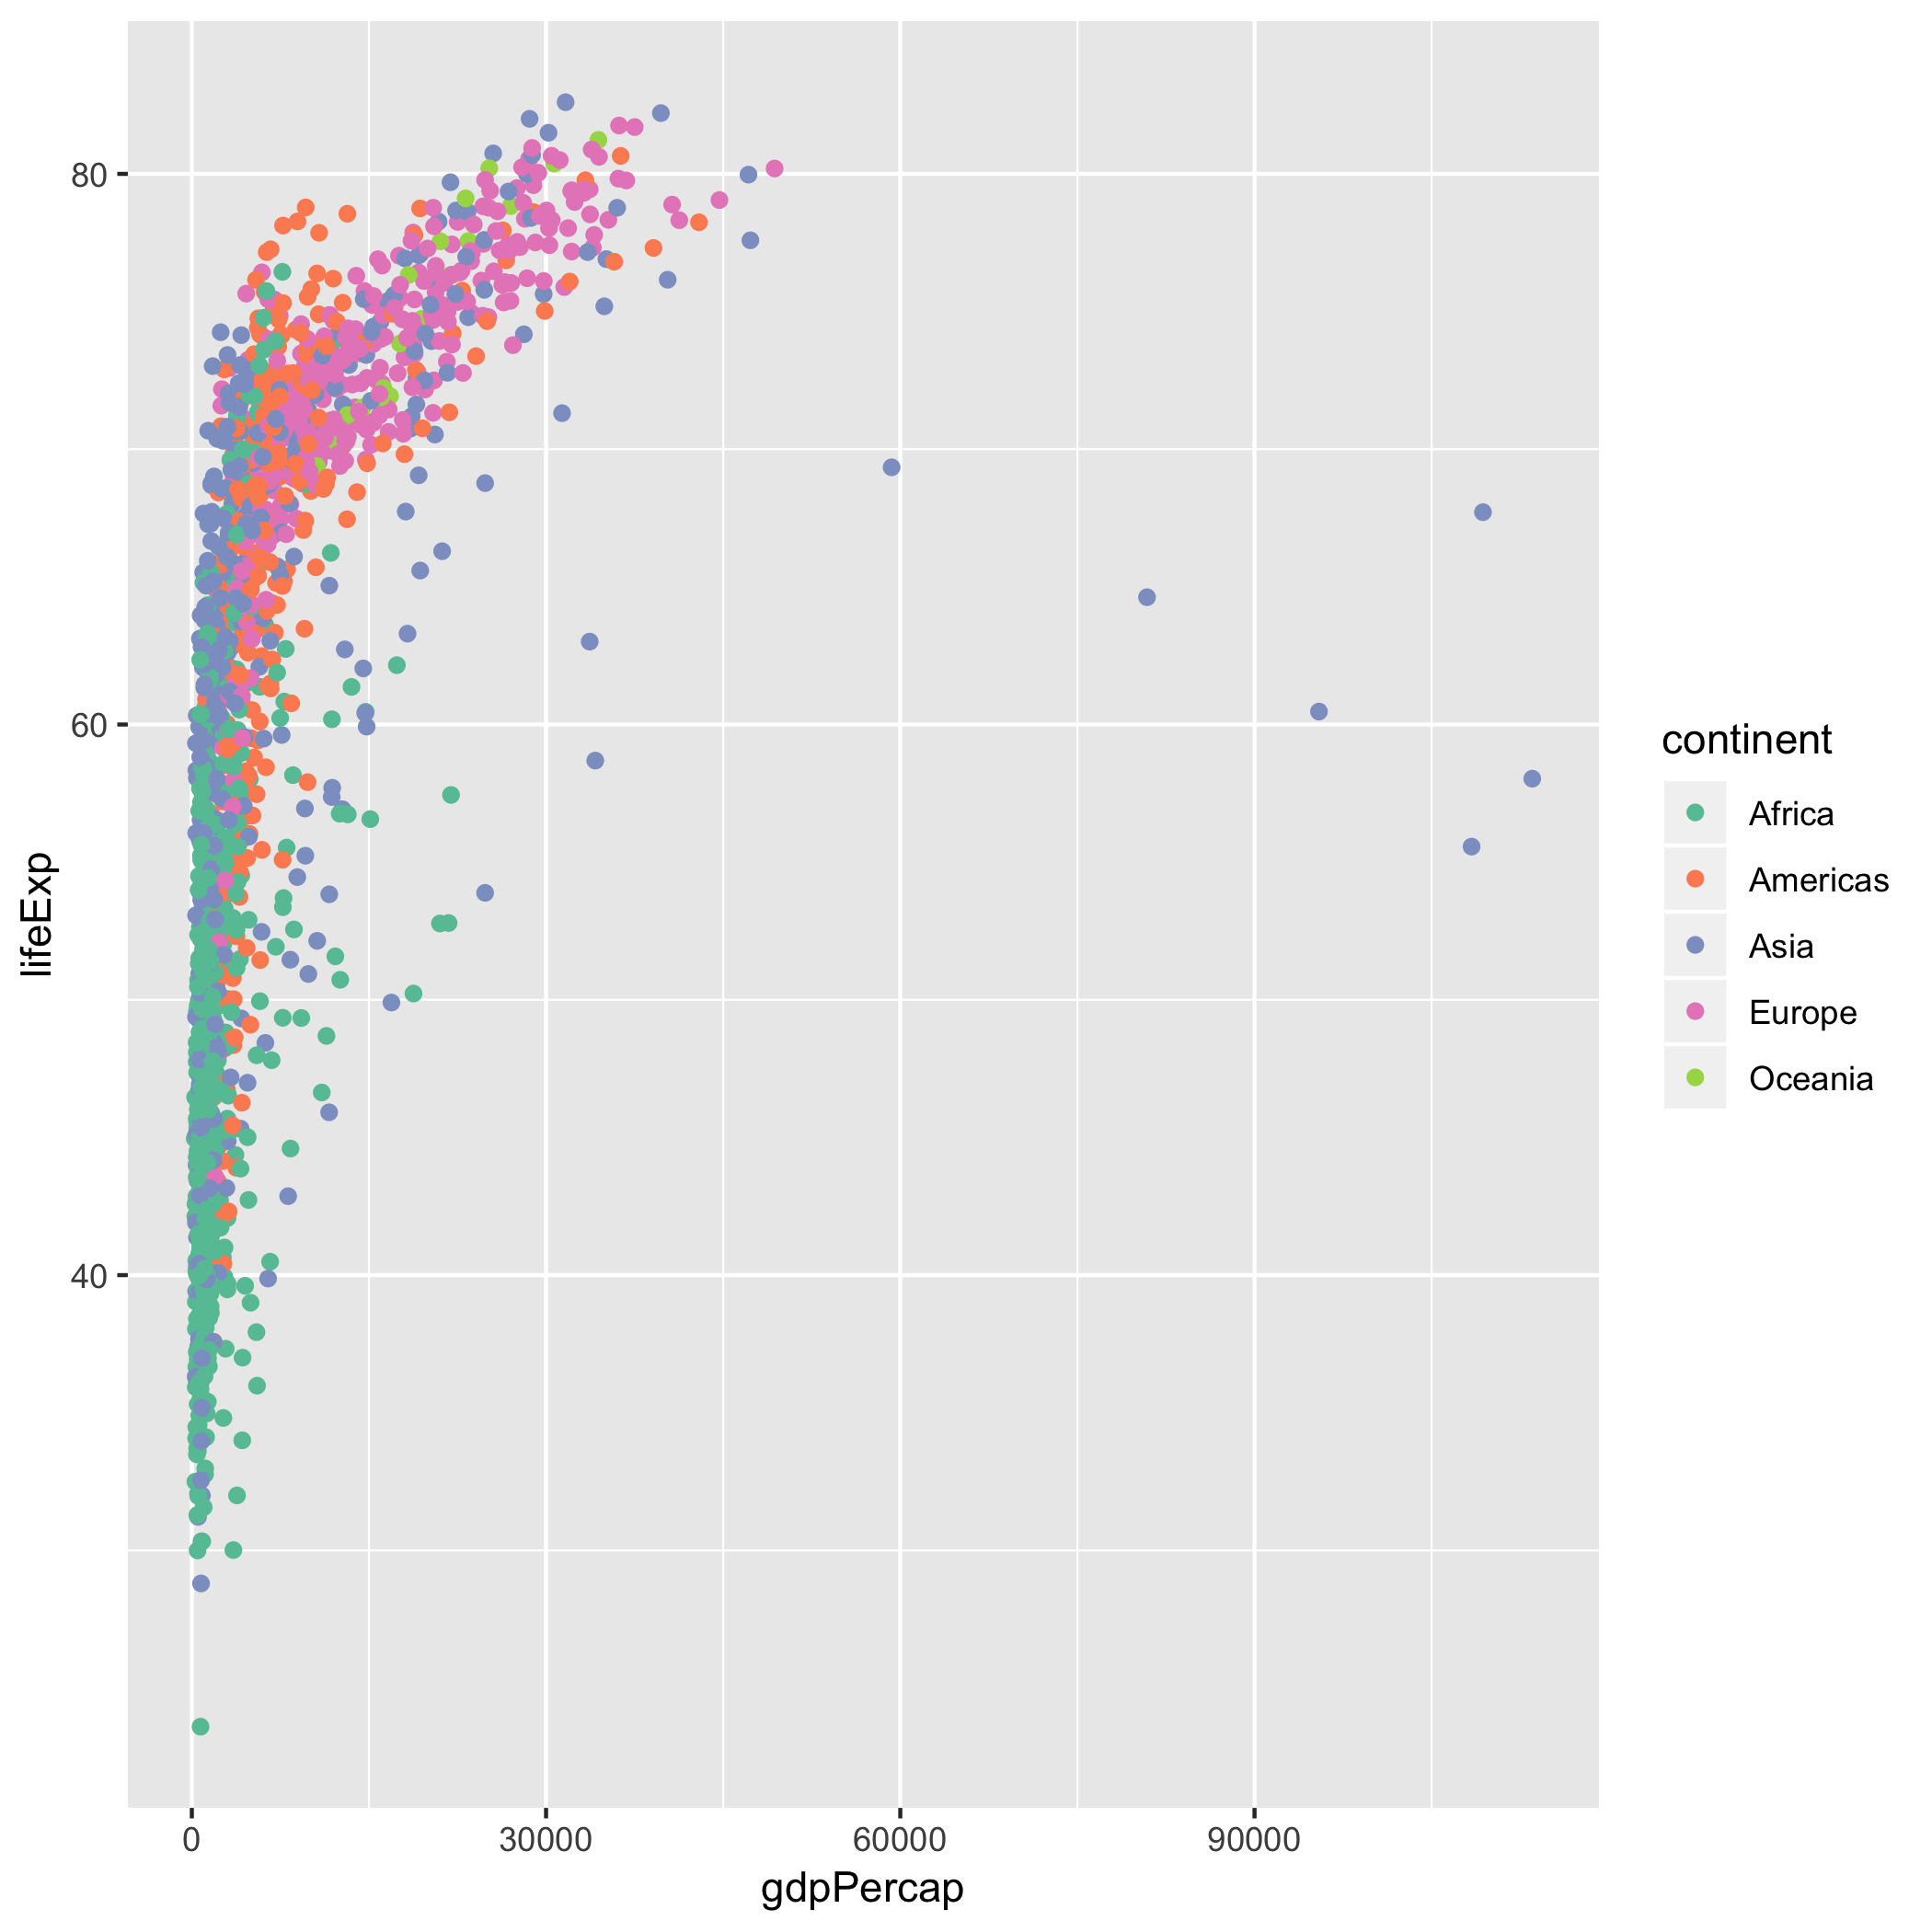 80
60
40
lifeExp
0 30000 60000 90000
gdpPercap
continent
Africa
Americas
Asia
Europe
Oceania